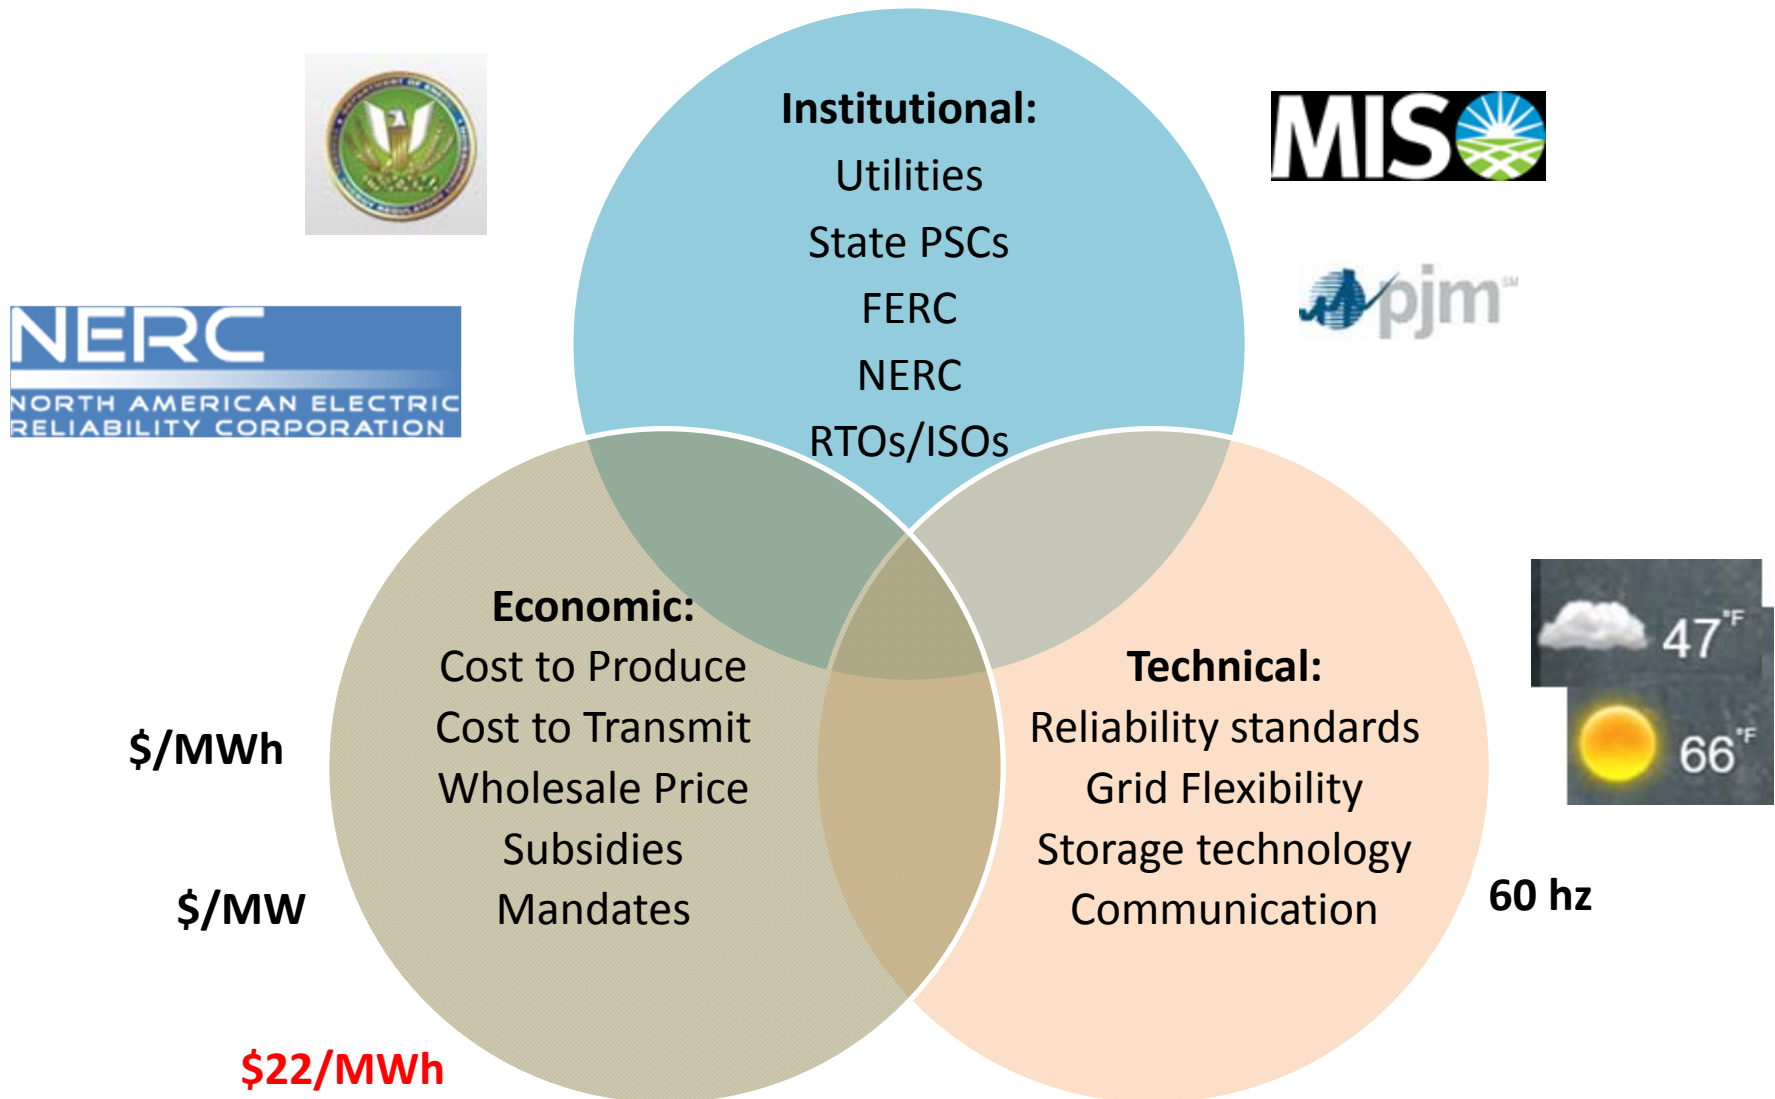 Institutional:
Utilities
State PSCs
FERC
NERC
RTOs/ISOs
MISO
pjm SM
NERC
NORTH AMERICAN ELECTRIC
RELIABILITY CORPORATION
Economic:
Cost to Produce
Cost to Transmit
Wholesale Price
Subsidies
Mandates
Technical:
Reliability standards
Grid Flexibility
Storage technology
Communication
47°F
66°F
$/MWh
$/MW
60 hz
$22/MWh